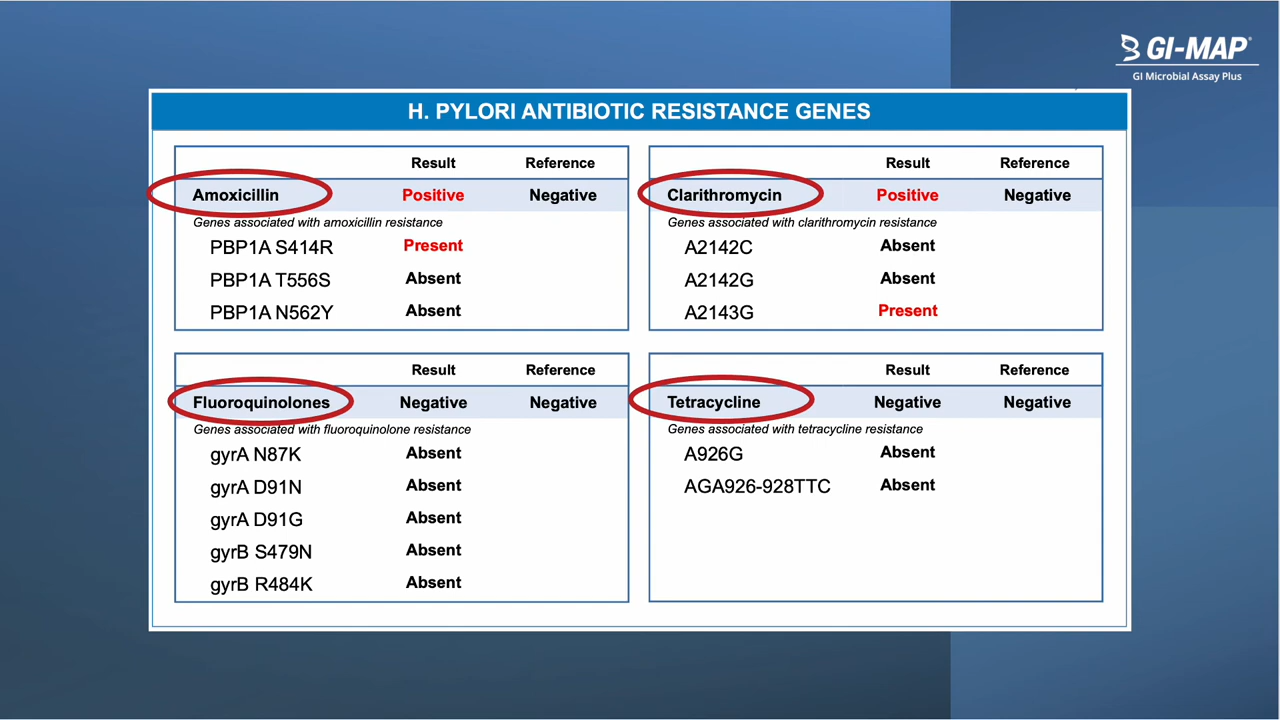 GI-MAP®
GI Microbial Assay Plus
H. PYLORI ANTIBIOTIC RESISTANCE GENES
Result Reference
Amoxicillin Positive Negative
Genes associated with amoxicillin resistance
PBP1A S414R Present
PBP1A T556S Absent
PBP1A N562Y Absent
Result Reference
Clarithromycin Positive Negative
Genes associated with clarithromycin resistance
A2142C Absent
A2142G Absent
A2143G Present
Result Reference
Fluoroquinolones Negative Negative
Genes associated with fluoroquinolone resistance
gyrA N87K Absent
gyrA D91N Absent
gyrA D91G Absent
gyrB S479N Absent
gyrB R484K Absent
Result Reference
Tetracycline Negative Negative
Genes associated with tetracycline resistance
A926G Absent
AGA926-928TTC Absent